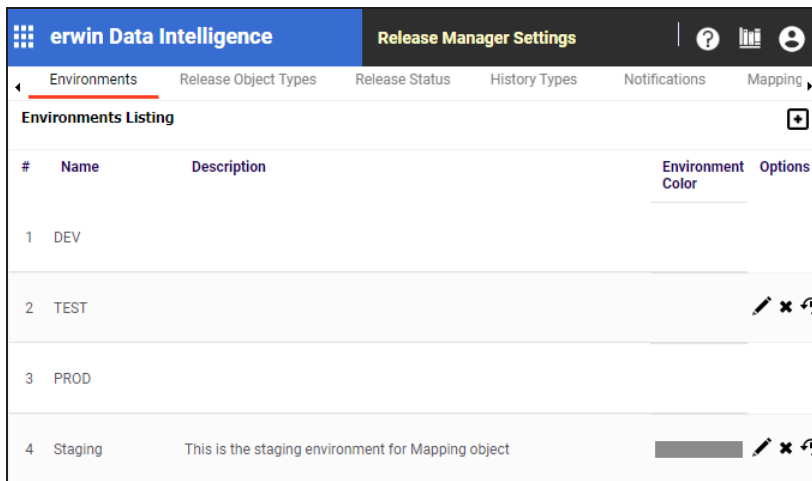 erwin Data Intelligence Release Manager Settings
Environments Release Object Types Release Status History Types Notifications Mapping
Environments Listing
# Name Description Environment Color Options
1 DEV
2 TEST
3 PROD
4 Staging This is the staging environment for Mapping object